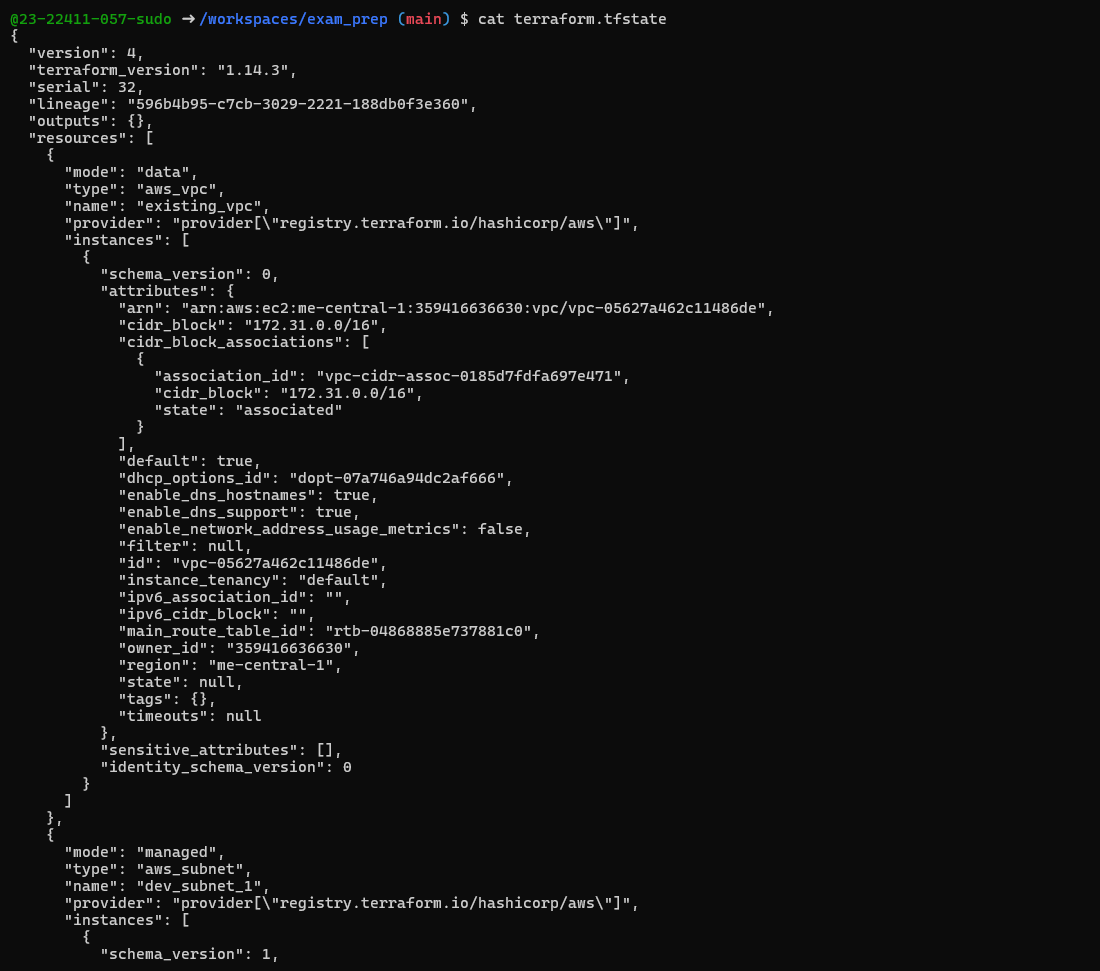 @23-22411-057-sudo ➜ /workspaces/exam_prep (main) $ cat terraform.tfstate
{
  "version": 4,
  "terraform_version": "1.14.3",
  "serial": 32,
  "lineage": "596b4b95-c7cb-3029-2221-188db0f3e360",
  "outputs": {},
  "resources": [
    {
      "mode": "data",
      "type": "aws_vpc",
      "name": "existing_vpc",
      "provider": "provider[\"registry.terraform.io/hashicorp/aws\"]",
      "instances": [
        {
          "schema_version": 0,
          "attributes": {
            "arn": "arn:aws:ec2:me-central-1:359416636630:vpc/vpc-05627a462c11486de",
            "cidr_block": "172.31.0.0/16",
            "cidr_block_associations": [
              {
                "association_id": "vpc-cidr-assoc-0185d7fdfa697e471",
                "cidr_block": "172.31.0.0/16",
                "state": "associated"
              }
            ],
            "default": true,
            "dhcp_options_id": "dopt-07a746a94dc2af666",
            "enable_dns_hostnames": true,
            "enable_dns_support": true,
            "enable_network_address_usage_metrics": false,
            "filter": null,
            "id": "vpc-05627a462c11486de",
            "instance_tenancy": "default",
            "ipv6_association_id": "",
            "ipv6_cidr_block": "",
            "main_route_table_id": "rtb-04868885e737881c0",
            "owner_id": "359416636630",
            "region": "me-central-1",
            "state": null,
            "tags": {},
            "timeouts": null
          },
          "sensitive_attributes": [],
          "identity_schema_version": 0
        }
      ]
    },
    {
      "mode": "managed",
      "type": "aws_subnet",
      "name": "dev_subnet_1",
      "provider": "provider[\"registry.terraform.io/hashicorp/aws\"]",
      "instances": [
        {
          "schema_version": 1,